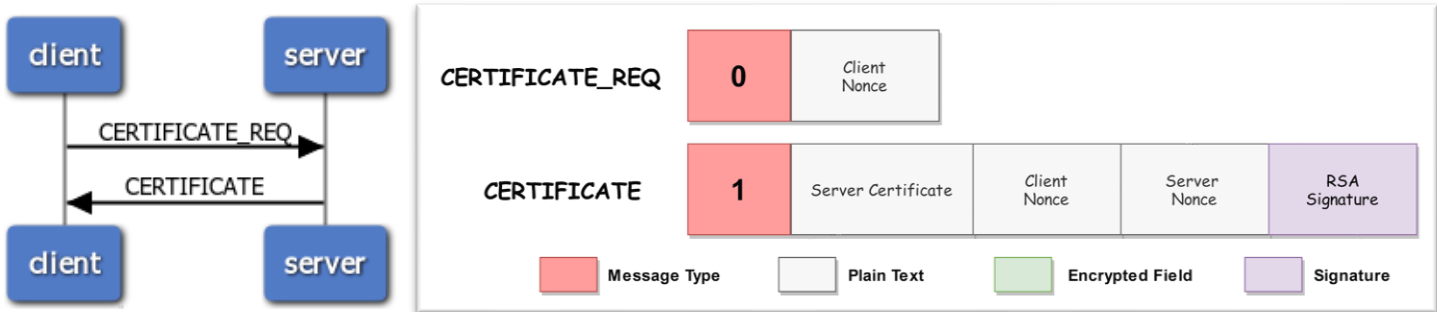 client
server
CERTIFICATE_REQ
CERTIFICATE
client
server
CERTIFICATE_REQ
0
Client
Nonce
CERTIFICATE
1
Server Certificate
Client
Nonce
Server
Nonce
RSA
Signature
Message Type
Plain Text
Encrypted Field
Signature